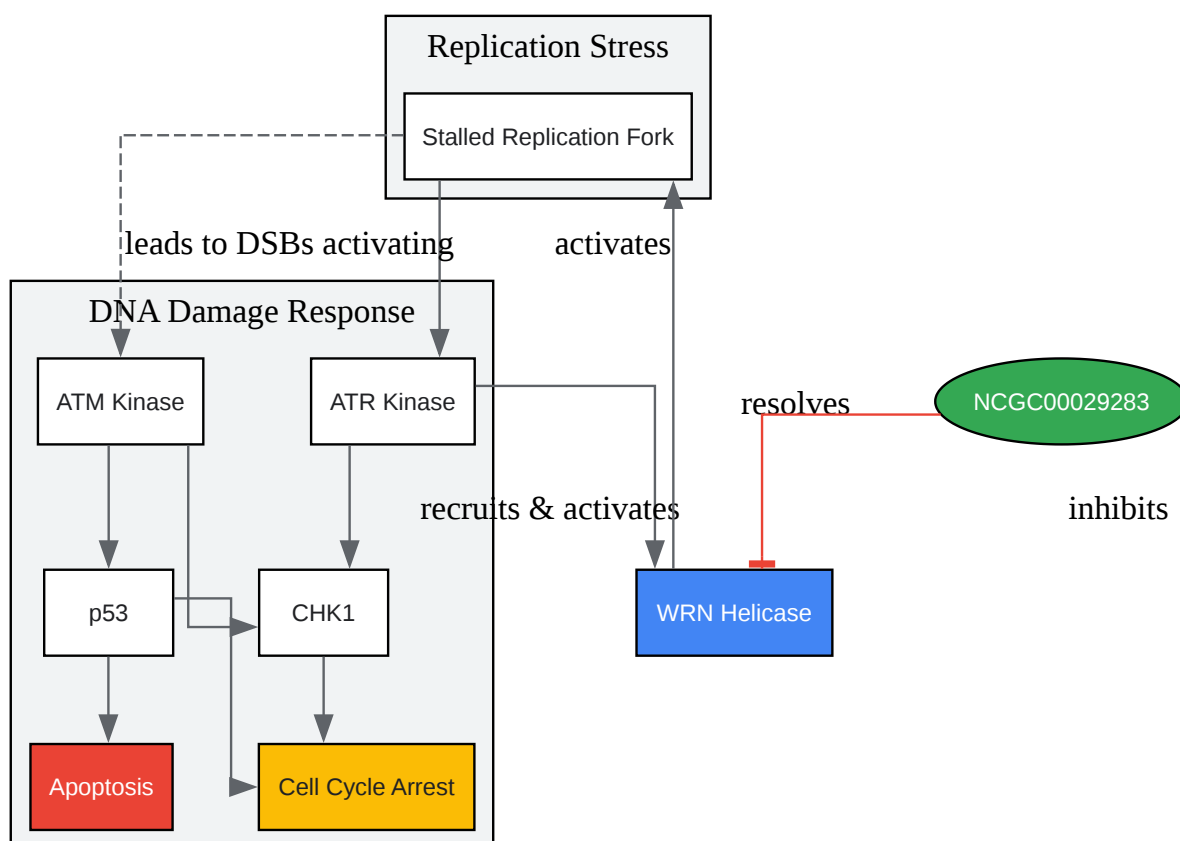 Replication Stress
Stalled Replication Fork
leads to DSBs activating
activates
DNA Damage Response
ATM Kinase
ATR Kinase
resolves
NCGC00029283
recruits & activates
inhibits
p53
CHK1
WRN Helicase
Apoptosis
Cell Cycle Arrest